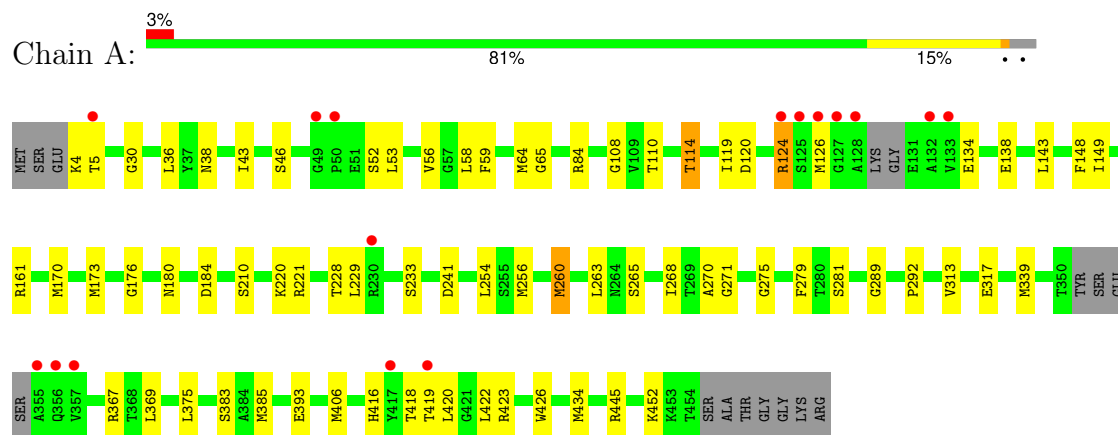 3%
Chain A:
81% 15% • •
MET SER GLU K4 T5 G30 L36 Y37 N38 I43 S46 G49 P50 E51 S52 L53 V56 G57 L58 F59 M64 G65 R84 G108 V109 T110 T114 I119 D120 R124 S125 M126 G127 A128 LYS GLY E131 A132 V133 E134 E138 L143 F148 I149
R161 M170 M173 G176 N180 D184 S210 K220 R221 T228 L229 R230 S233 D241 L254 S255 M256 M260 L263 N264 S265 I268 T269 A270 G271 G275 F279 T280 S281 G289 P292 V313 E317 M339 T350 TYR SER GLU
SER A355 Q356 V357 R367 T368 L369 L375 S383 A384 M385 E393 M406 H416 Y417 T418 T419 L420 G421 L422 R423 W426 M434 R445 K452 K453 T454 SER ALA THR GLY GLY LYS ARG